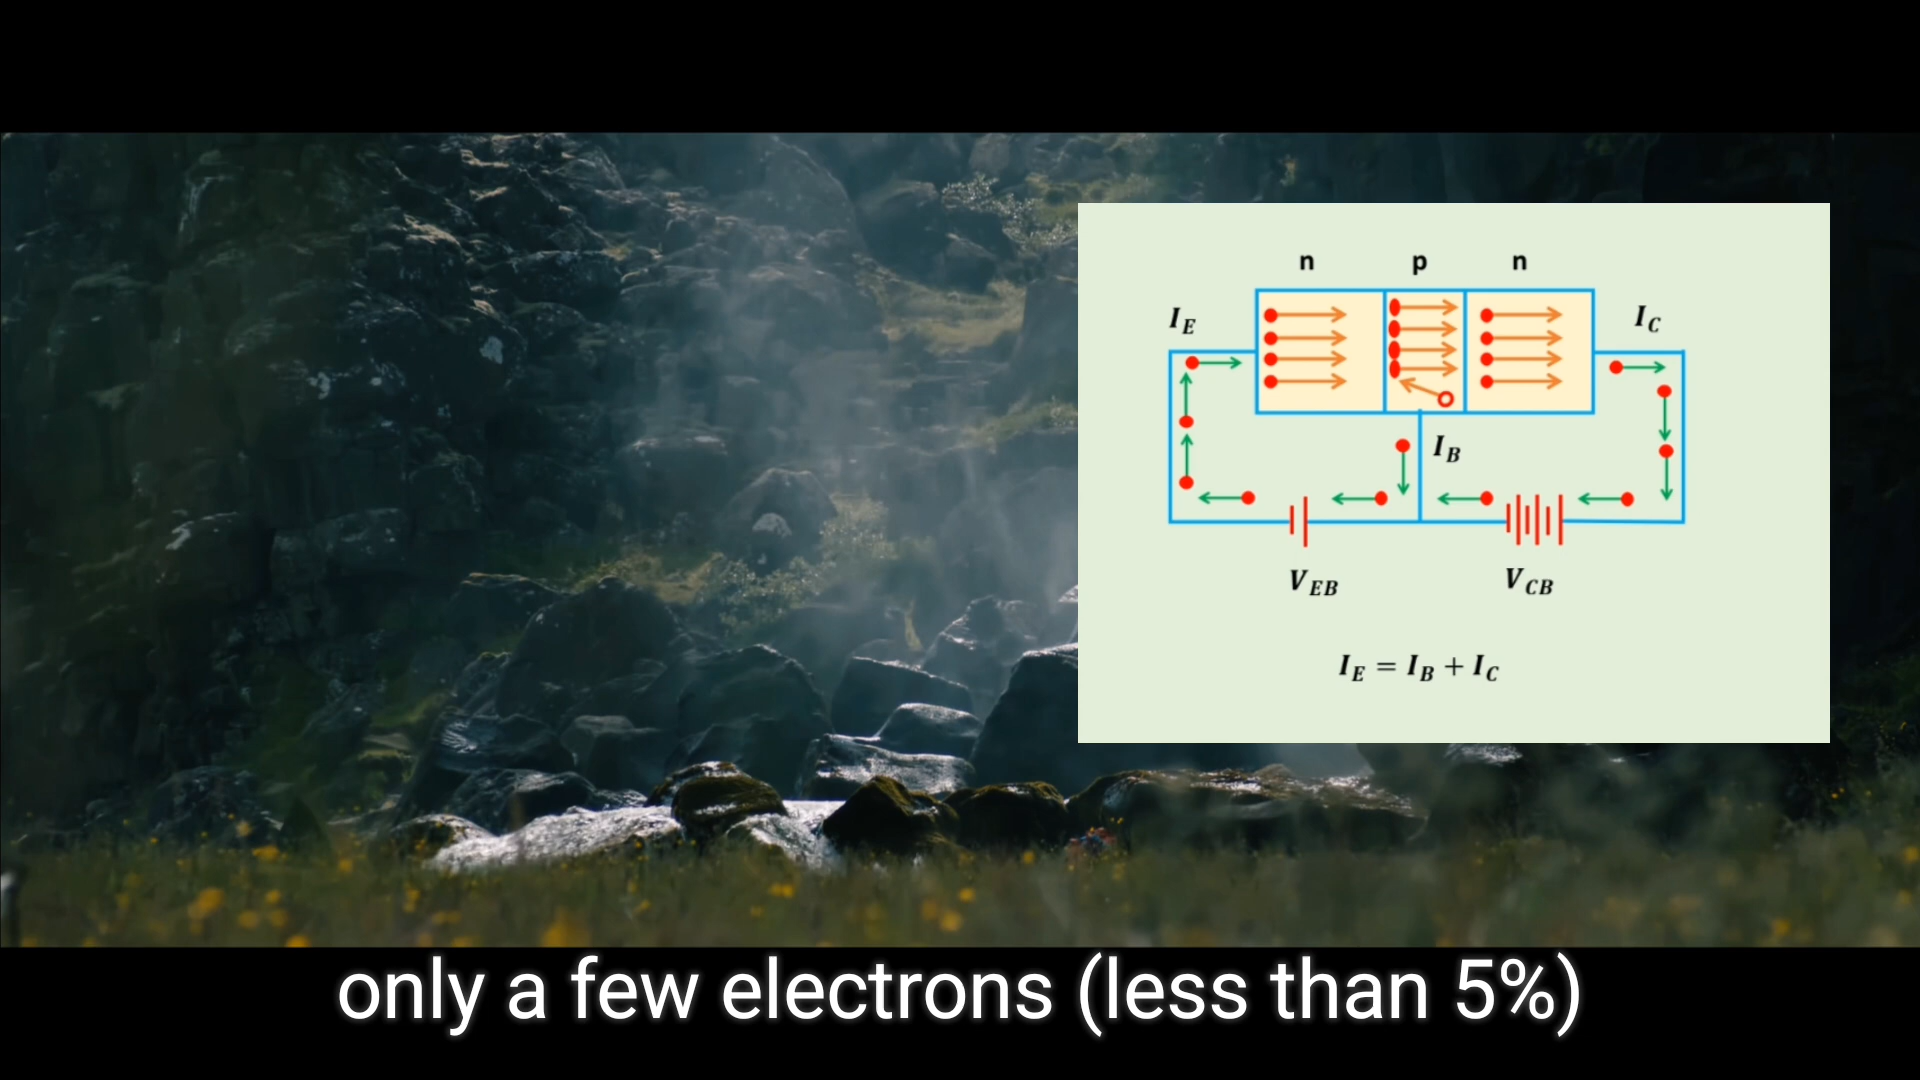 n p n
I_E I_C
I_B
V_EB V_CB
I_E = I_B + I_C
only a few electrons (less than 5%)